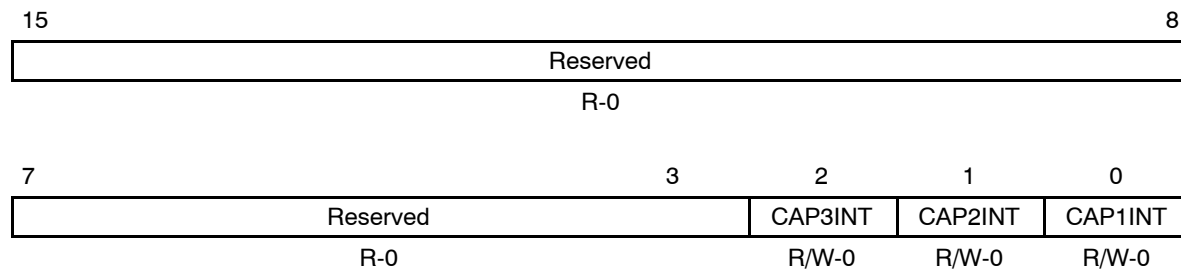 15 8
Reserved
R-0
7 3 2 1 0
Reserved CAP3INT CAP2INT CAP1INT
R-0 R/W-0 R/W-0 R/W-0